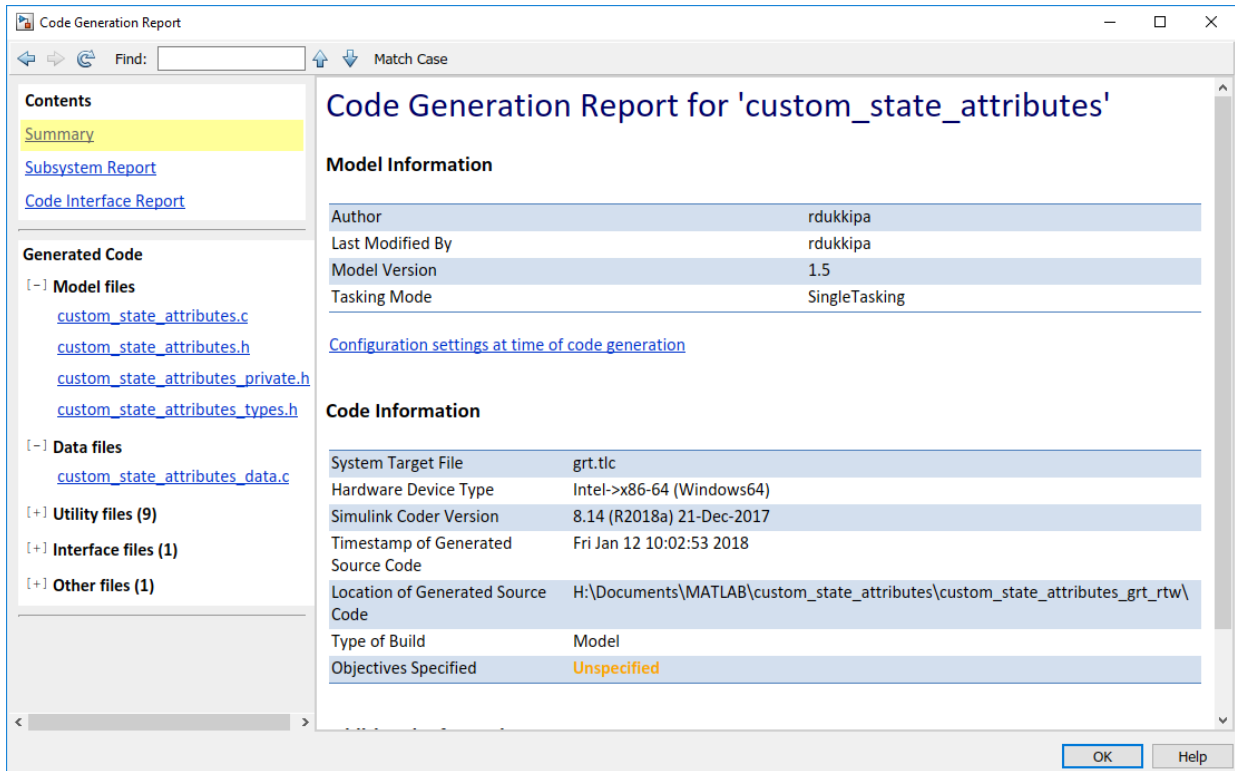 Code Generation Report
Find:
Match Case
Contents
Summary
Subsystem Report
Code Interface Report
Generated Code
[-] Model files
custom_state_attributes.c
custom_state_attributes.h
custom_state_attributes_private.h
custom_state_attributes_types.h
[-] Data files
custom_state_attributes_data.c
[+] Utility files (9)
[+] Interface files (1)
[+] Other files (1)
Code Generation Report for 'custom_state_attributes'
Model Information
Author rdukkipa
Last Modified By rdukkipa
Model Version 1.5
Tasking Mode SingleTasking
Configuration settings at time of code generation
Code Information
System Target File grt.tlc
Hardware Device Type Intel->x86-64 (Windows64)
Simulink Coder Version 8.14 (R2018a) 21-Dec-2017
Timestamp of Generated Fri Jan 12 10:02:53 2018
Source Code
Location of Generated Source H:\Documents\MATLAB\custom_state_attributes\custom_state_attributes_grt_rtw\
Code
Type of Build Model
Objectives Specified Unspecified
OK Help